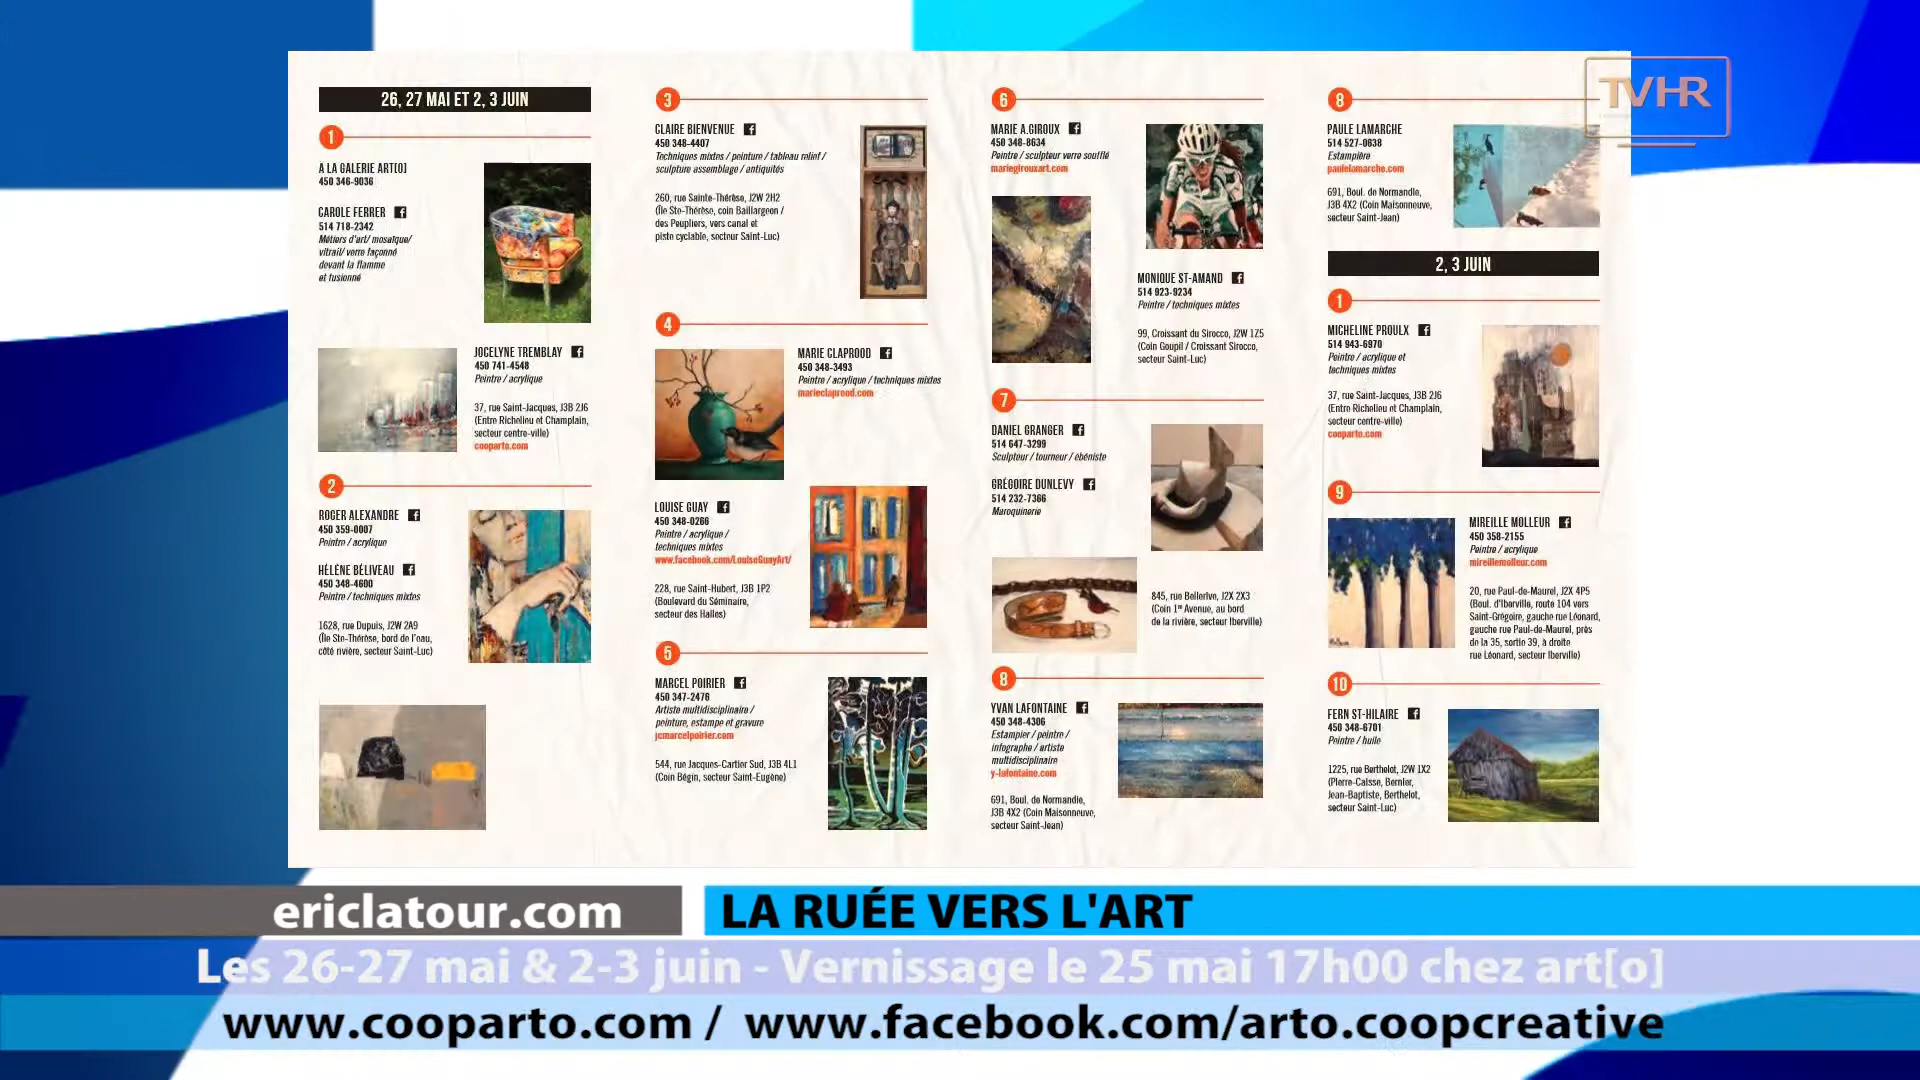 26, 27 MAI ET 2, 3 JUIN
1
A LA GALERIE ART[O]
450 346-9036
CAROLE FERRER
514 718-2342
Métiers d'art/ mosaïque/
vitrail/ verre façonné
devant la flamme
et fusionné
JOCELYNE TREMBLAY
450 741-4548
Peintre / acrylique
37, rue Saint-Jacques, J3B 2J6
(Entre Richelieu et Champlain,
secteur centre-ville)
cooparto.com
2
ROGER ALEXANDRE
450 359-0007
Peintre / acrylique
HÉLÈNE BÉLIVEAU
450 348-4600
Peintre / techniques mixtes
1628, rue Dupuis, J2W 2A9
(Île Ste-Thérèse, bord de l'eau,
côté rivière, secteur Saint-Luc)
3
CLAIRE BIENVENUE
450 348-4407
Techniques mixtes / peinture / tableau relief /
sculpture assemblage / antiquités
260, rue Sainte-Thérèse, J2W 2H2
(Île Ste-Thérèse, coin Baillargeon /
des Peupliers, vers canal et
piste cyclable, secteur Saint-Luc)
4
MARIE CLAPROOD
450 348-3493
Peintre / acrylique / techniques mixtes
marieclaprood.com
LOUISE GUAY
450 348-0266
Peintre / acrylique /
techniques mixtes
www.facebook.com/LouiseGuayArt/
228, rue Saint-Hubert, J3B 1P2
(Boulevard du Séminaire,
secteur des Halles)
5
MARCEL POIRIER
450 347-2476
Artiste multidisciplinaire /
peinture, estampe et gravure
jcmarcelpoirier.com
544, rue Jacques-Cartier Sud, J3B 4L1
(Coin Bégin, secteur Saint-Eugène)
6
MARIE A.GIROUX
450 348-8634
Peintre / sculpteur verre soufflé
mariegirouxart.com
MONIQUE ST-AMAND
514 923-9234
Peintre / techniques mixtes
99, Croissant du Sirocco, J2W 1Z5
(Coin Goupil / Croissant Sirocco,
secteur Saint-Luc)
7
DANIEL GRANGER
514 647-3299
Sculpteur / tourneur / ébéniste
GRÉGOIRE DUNLEVY
514 232-7366
Maroquinerie
845, rue Bellerive, J2X 2X3
(Coin 1re Avenue, au bord
de la rivière, secteur Iberville)
8
YVAN LAFONTAINE
450 348-4306
Estampier / peintre /
infographe / artiste
multidisciplinaire
y-lafontaine.com
691, Boul. de Normandie,
J3B 4X2 (Coin Maisonneuve,
secteur Saint-Jean)
8
PAULE LAMARCHE
514 527-0638
Estampière
paulelamarche.com
691, Boul. de Normandie,
J3B 4X2 (Coin Maisonneuve,
secteur Saint-Jean)
2, 3 JUIN
1
MICHELINE PROULX
514 943-6970
Peintre / acrylique et
techniques mixtes
37, rue Saint-Jacques, J3B 2J6
(Entre Richelieu et Champlain,
secteur centre-ville)
cooparto.com
9
MIREILLE MOLLEUR
450 358-2155
Peintre / acrylique
mireillemolleur.com
20, rue Paul-de-Maurel, J2X 4P5
(Boul. d'Iberville, route 104 vers
Saint-Grégoire, gauche rue Léonard,
gauche rue Paul-de-Maurel, près
de la 35, sortie 39, à droite
rue Léonard, secteur Iberville)
10
FERN ST-HILAIRE
450 348-6701
Peintre / huile
1225, rue Berthelot, J2W 1X2
(Pierre-Caisse, Bernier,
Jean-Baptiste, Berthelot,
secteur Saint-Luc)
TVHR
ericlatour.com
LA RUÉE VERS L'ART
Les 26-27 mai & 2-3 juin - Vernissage le 25 mai 17h00 chez art[o]
www.cooparto.com / www.facebook.com/arto.coopcreative